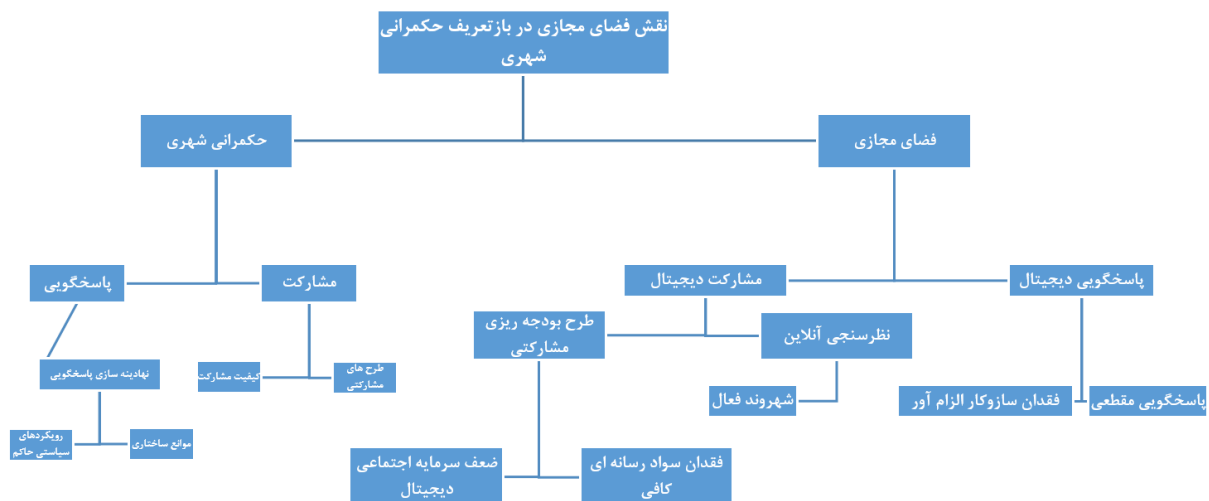 نقش فضای مجازی در بازتعریف حکمرانی
شهری
فضای مجازی
حکمرانی شهری
پاسخگویی دیجیتال
مشارکت دیجیتال
مشارکت
پاسخگویی
نظرسنجی آنلاین
طرح بودجه ریزی
مشارکتی
پاسخگویی مقطعی
فقدان سازوکار الزام آور
شهروند فعال
طرح های
مشارکتی
کیفیت مشارکت
نهادینه سازی پاسخگویی
فقدان سواد رسانه ای
کافی
ضعف سرمایه اجتماعی
دیجیتال
موانع ساختاری
رویکردهای
سیاستی حاکم